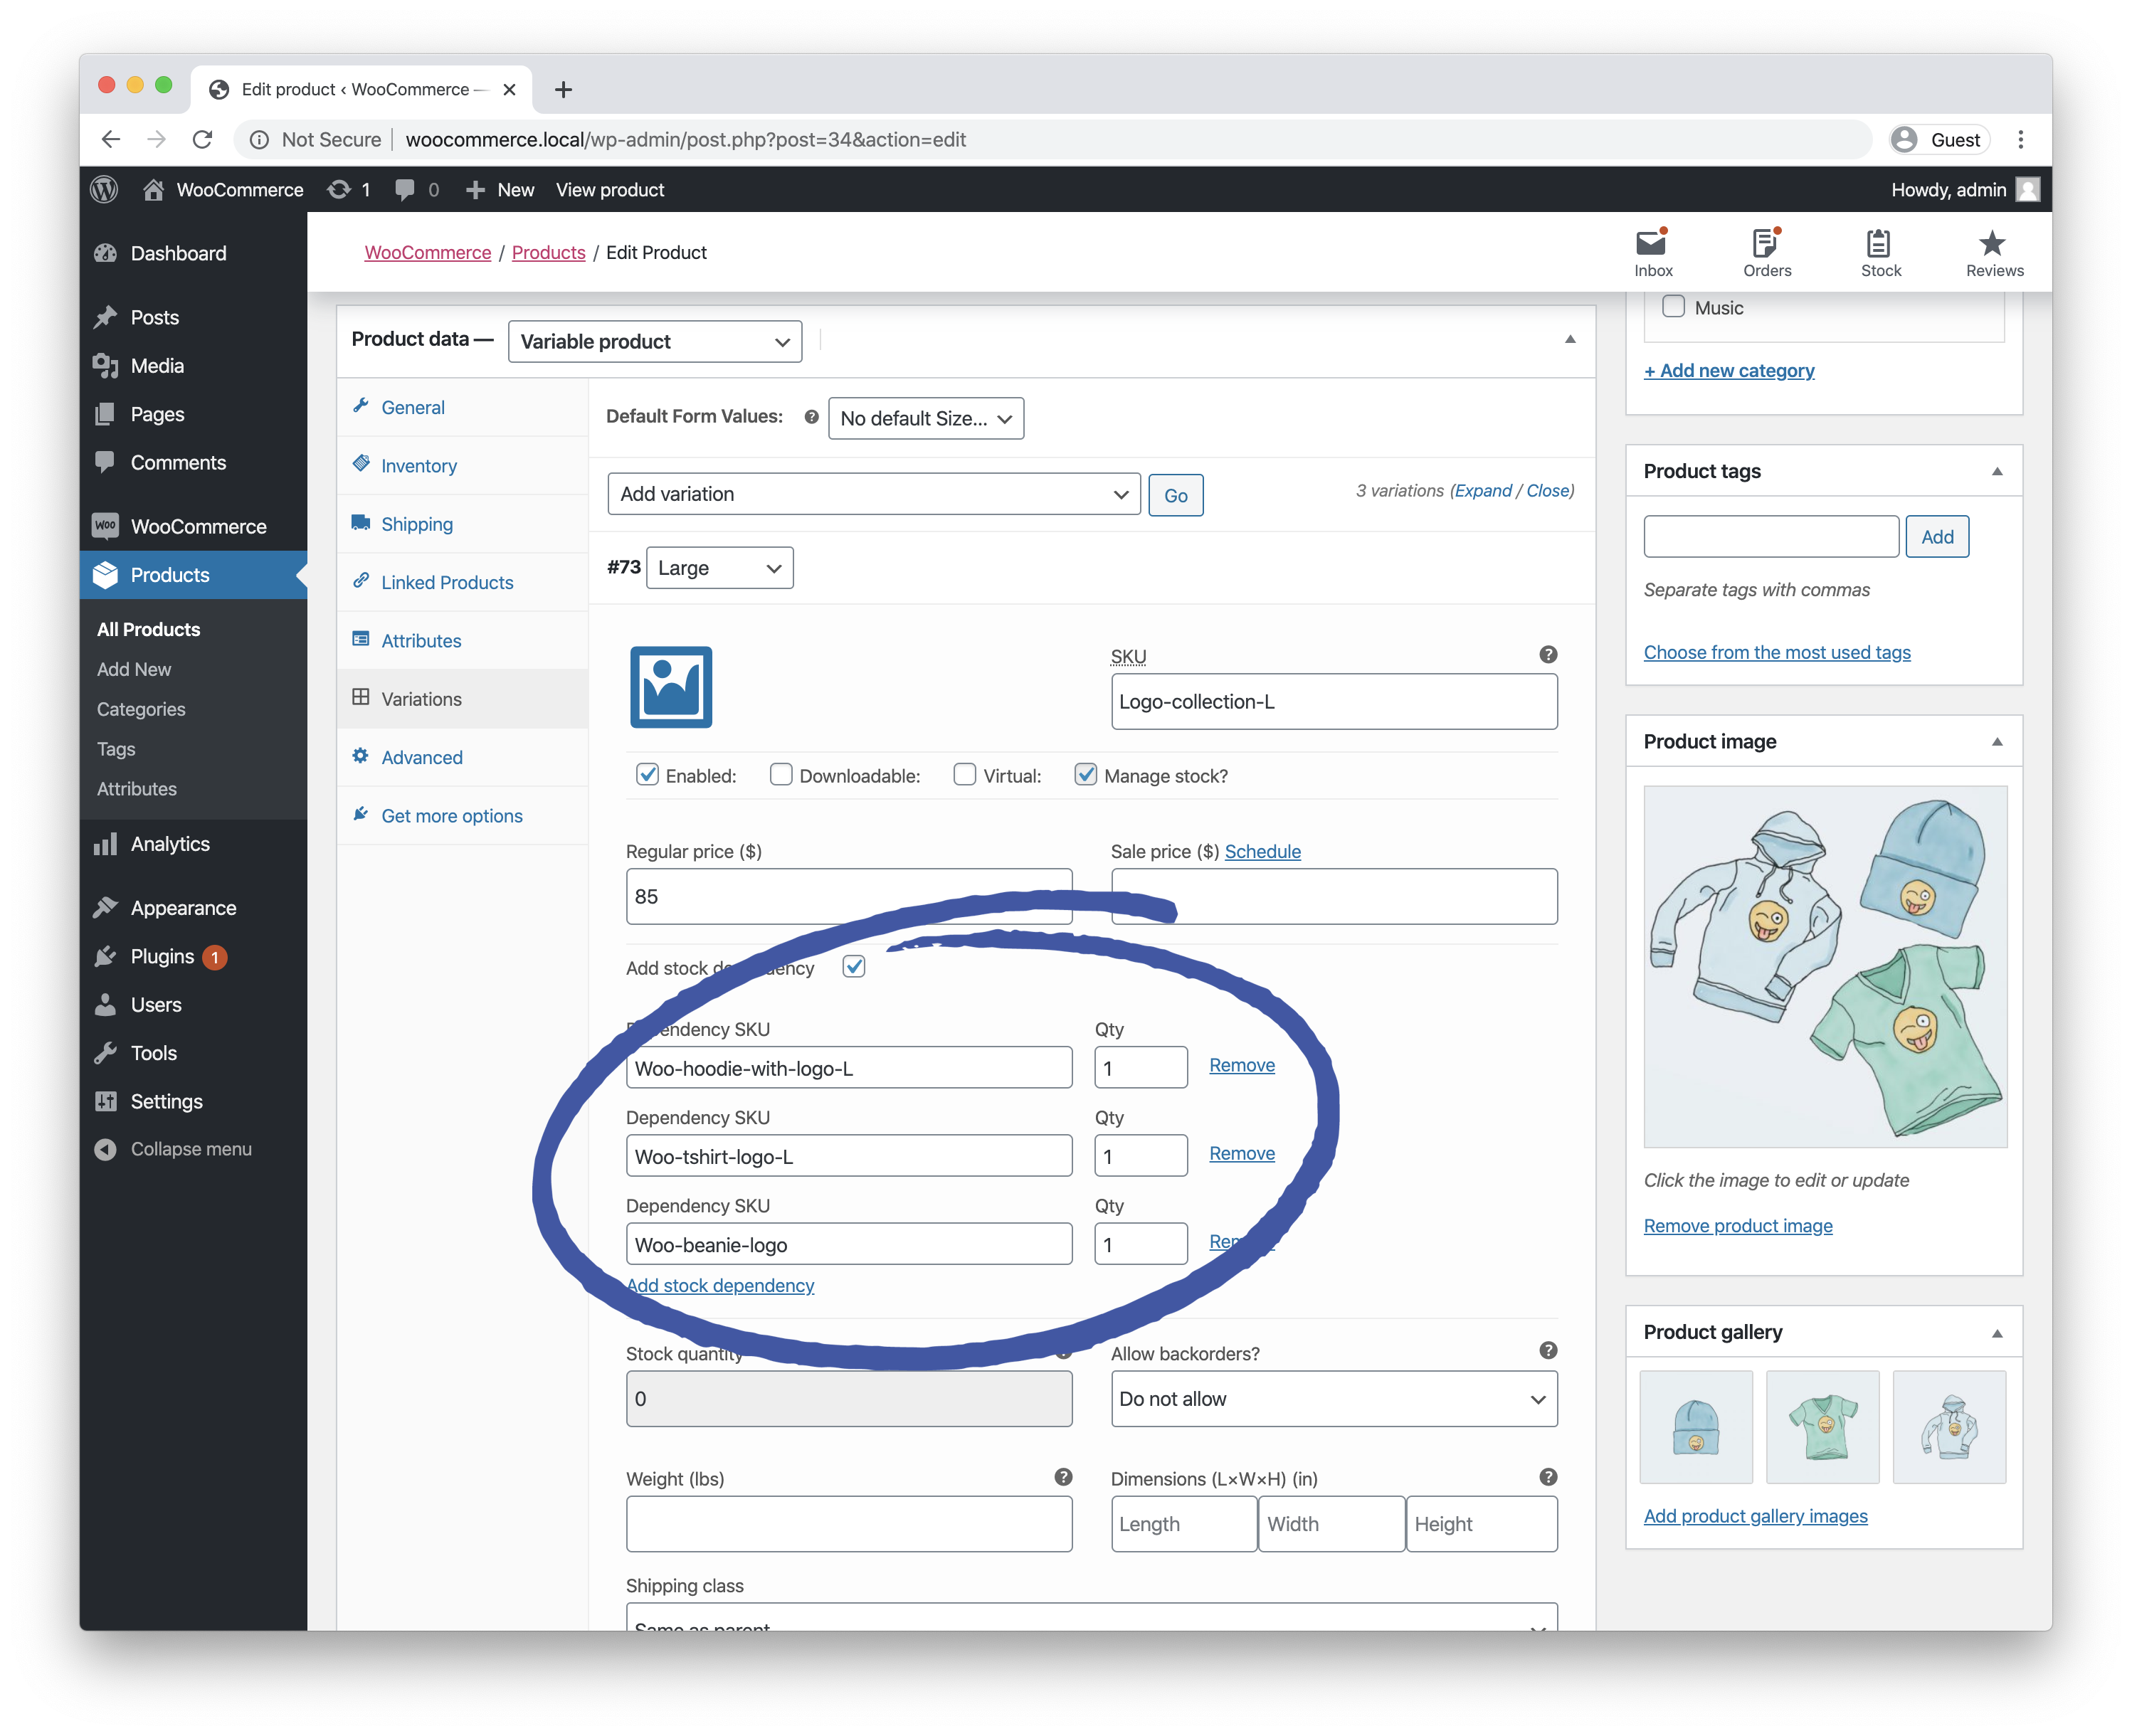 Edit product ‹ WooCommerce —
Not Secure woocommerce.local/wp-admin/post.php?post=34&action=edit Guest
WooCommerce 1 0 New View product Howdy, admin
WooCommerce / Products / Edit Product
Inbox Orders Stock Reviews
Dashboard
Posts
Media
Pages
Comments
Woo WooCommerce
Products
All Products
Add New
Categories
Tags
Attributes
Analytics
Appearance
Plugins 1
Users
Tools
Settings
Collapse menu
Product data — Variable product
General
Inventory
Shipping
Linked Products
Attributes
Variations
Advanced
Get more options
Default Form Values: No default Size...
Add variation Go 3 variations (Expand / Close)
#73 Large
SKU
Logo-collection-L
Enabled: Downloadable: Virtual: Manage stock?
Regular price ($) Sale price ($) Schedule
85
Add stock dependency
Dependency SKU Qty
Woo-hoodie-with-logo-L 1 Remove
Dependency SKU Qty
Woo-tshirt-logo-L 1 Remove
Dependency SKU Qty
Woo-beanie-logo 1 Remove
Add stock dependency
Stock quantity Allow backorders?
0 Do not allow
Weight (lbs) Dimensions (L×W×H) (in)
Length Width Height
Shipping class
Same as parent
Music
+ Add new category
Product tags
Add
Separate tags with commas
Choose from the most used tags
Product image
Click the image to edit or update
Remove product image
Product gallery
Add product gallery images